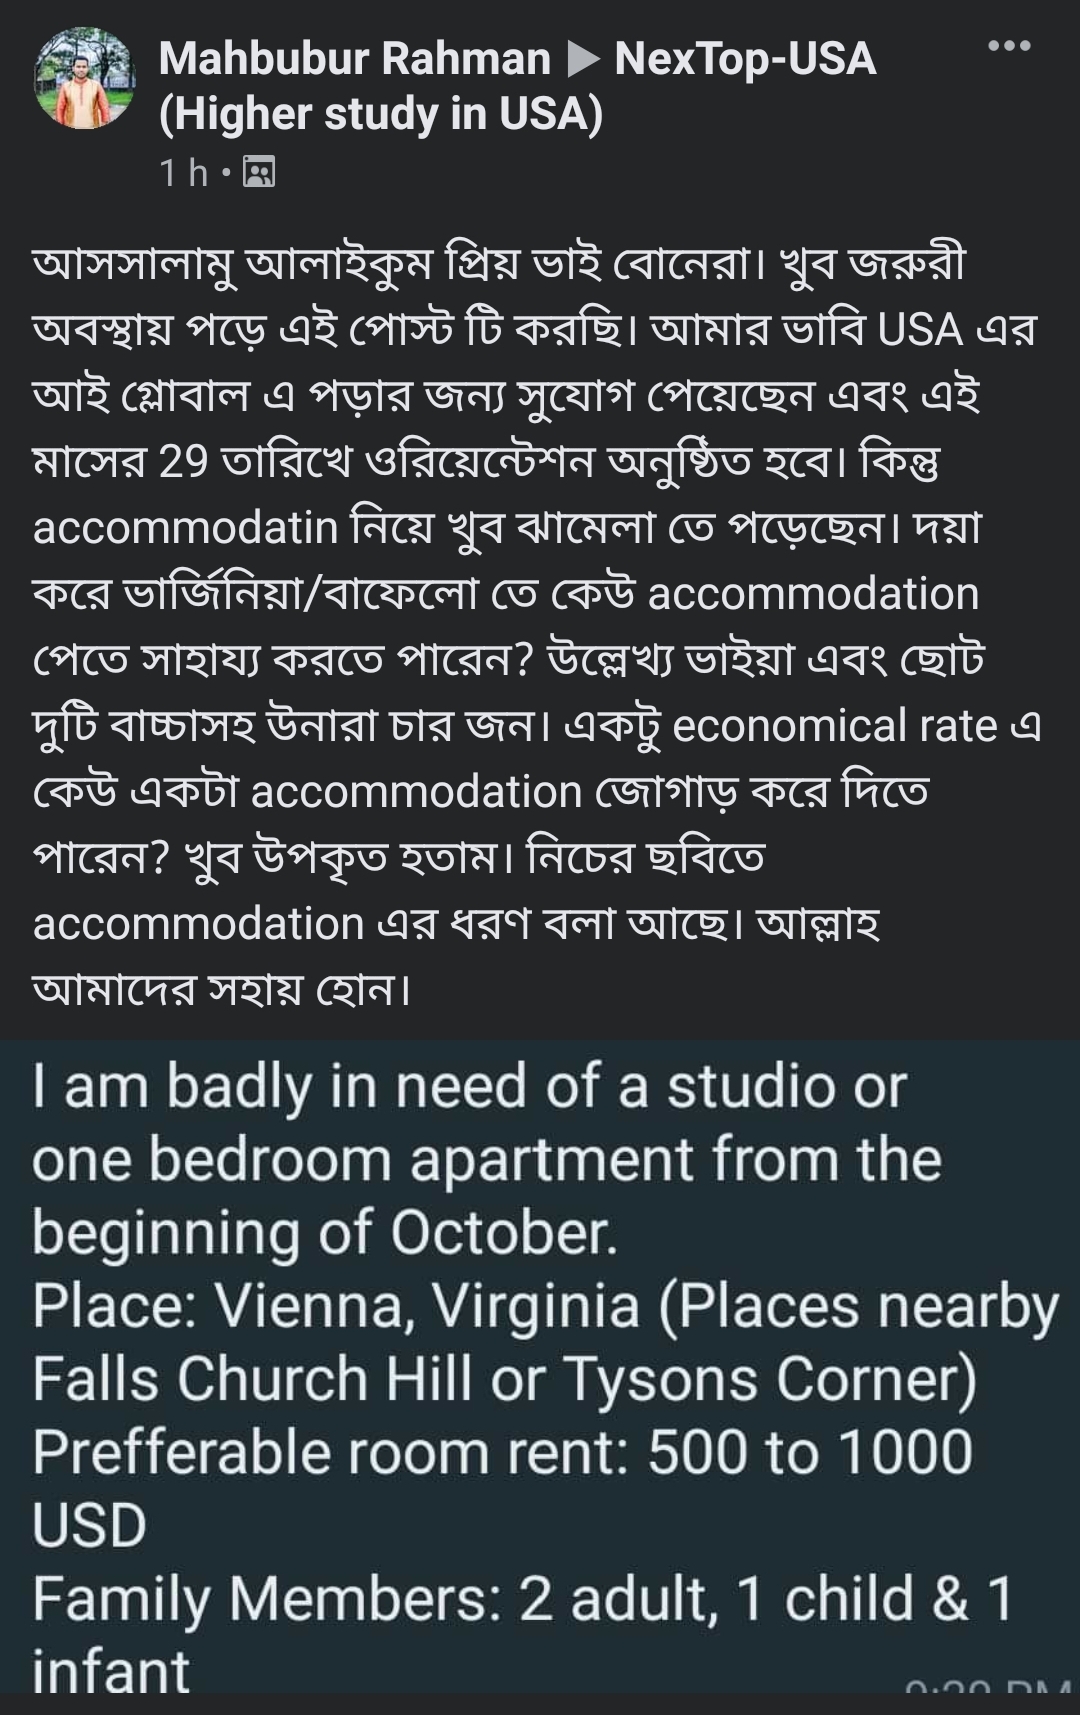 Mahbubur Rahman ▶ NexTop-USA
(Higher study in USA)
1 h •
আসসালামু আলাইকুম প্রিয় ভাই বোনেরা। খুব জরুরী
অবস্থায় পড়ে এই পোস্ট টি করছি। আমার ভাবি USA এর
আই গ্লোবাল এ পড়ার জন্য সুযোগ পেয়েছেন এবং এই
মাসের 29 তারিখে ওরিয়েন্টেশন অনুষ্ঠিত হবে। কিন্তু
accommodatin নিয়ে খুব ঝামেলা তে পড়েছেন। দয়া
করে ভার্জিনিয়া/বাফেলো তে কেউ accommodation
পেতে সাহায্য করতে পারেন? উল্লেখ্য ভাইয়া এবং ছোট
দুটি বাচ্চাসহ উনারা চার জন। একটু economical rate এ
কেউ একটা accommodation জোগাড় করে দিতে
পারেন? খুব উপকৃত হতাম। নিচের ছবিতে
accommodation এর ধরণ বলা আছে। আল্লাহ
আমাদের সহায় হোন।
I am badly in need of a studio or
one bedroom apartment from the
beginning of October.
Place: Vienna, Virginia (Places nearby
Falls Church Hill or Tysons Corner)
Prefferable room rent: 500 to 1000
USD
Family Members: 2 adult, 1 child & 1
infant